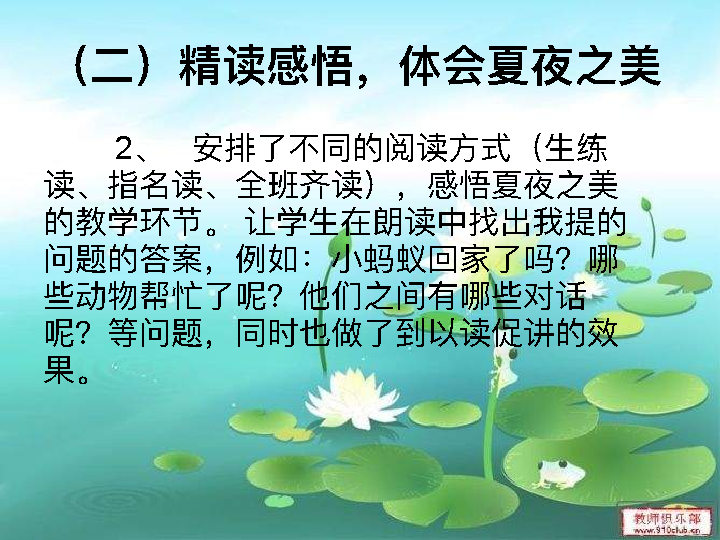 （二）精读感悟，体会夏夜之美
2、 安排了不同的阅读方式（生练
读、指名读、全班齐读），感悟夏夜之美
的教学环节。 让学生在朗读中找出我提的
问题的答案，例如：小蚂蚁回家了吗？哪
些动物帮忙了呢？他们之间有哪些对话
呢？等问题，同时也做了到以读促讲的效
果。
教师俱乐部
www.910club.cn